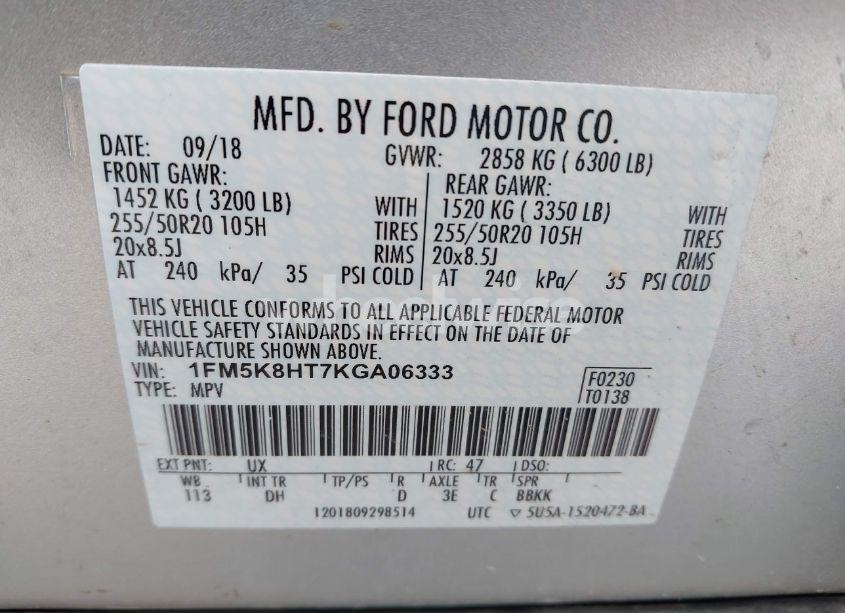 MFD. BY FORD MOTOR CO.
DATE: 09/18 GVWR: 2858 KG ( 6300 LB)
FRONT GAWR: REAR GAWR:
1452 KG ( 3200 LB) WITH 1520 KG ( 3350 LB) WITH
255/50R20 105H TIRES 255/50R20 105H TIRES
20x8.5J RIMS 20x8.5J RIMS
AT 240 kPa/ 35 PSI COLD AT 240 kPa/ 35 PSI COLD
THIS VEHICLE CONFORMS TO ALL APPLICABLE FEDERAL MOTOR
VEHICLE SAFETY STANDARDS IN EFFECT ON THE DATE OF
MANUFACTURE SHOWN ABOVE.
VIN: 1FM5K8HT7KGA06333
TYPE: MPV
F0230
T0138
EXT PNT: UX RC: 47 DSO:
WB INT TR TP/PS R AXLE TR SPR
113 DH D 3E C BBKK
1201809298514 UTC ▽ 5U5A-1520472-BA